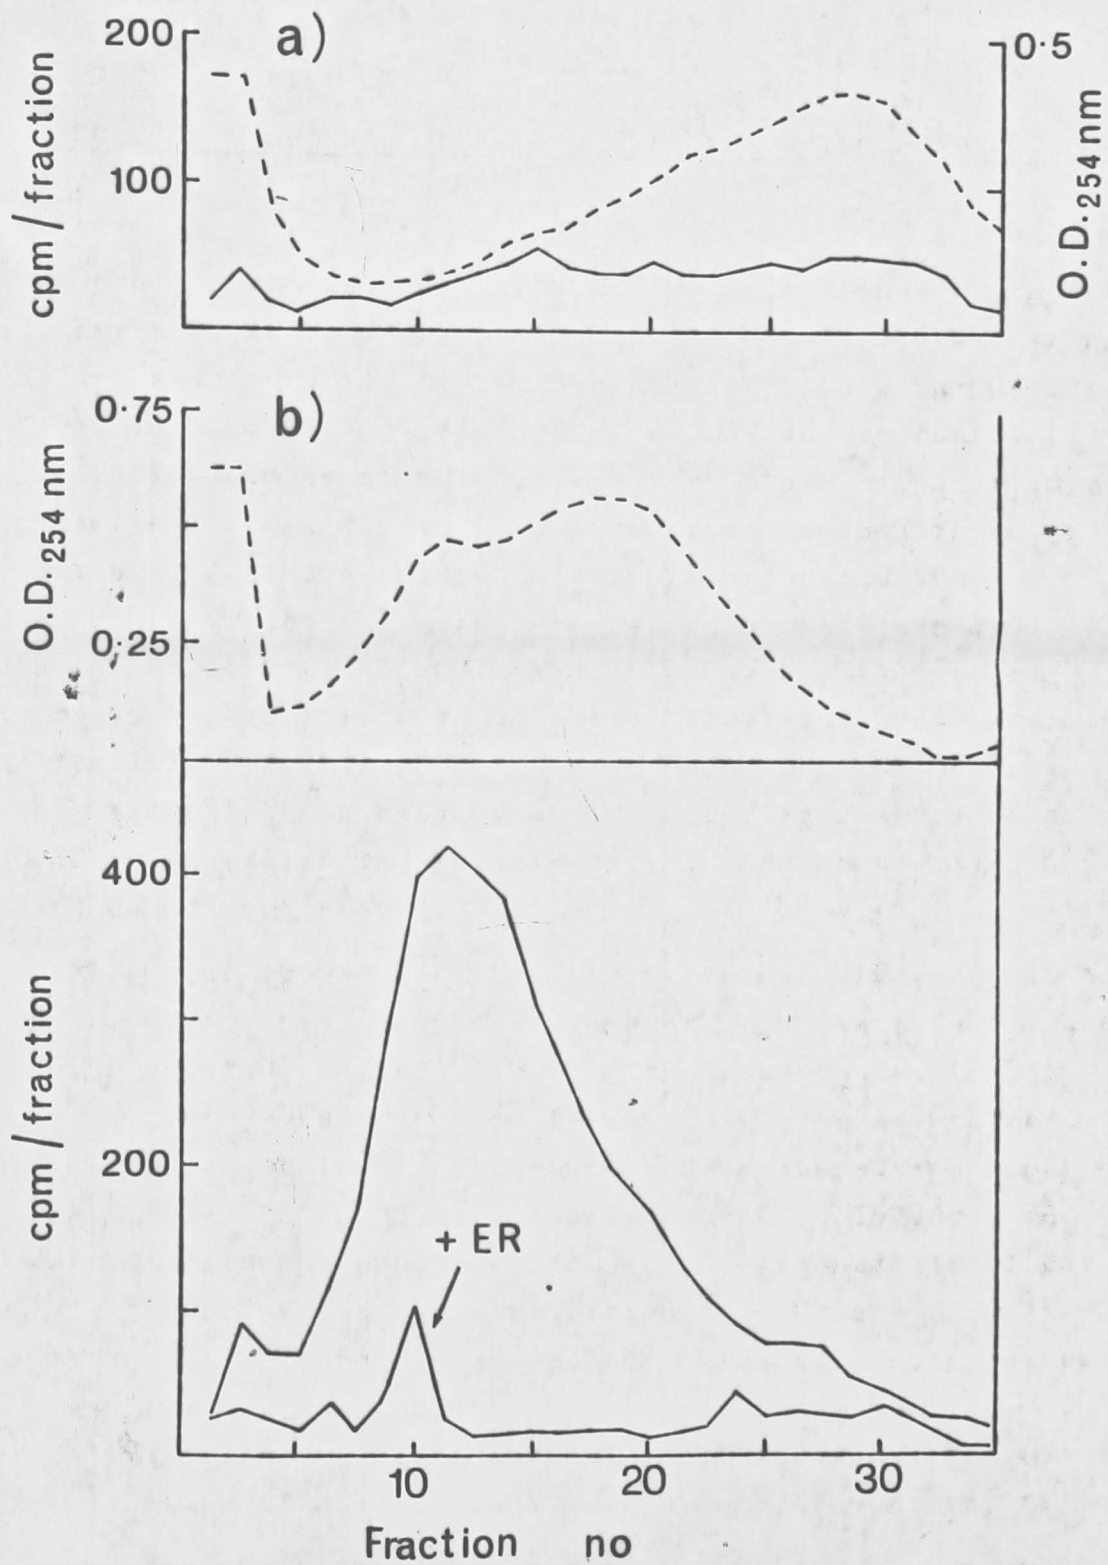 a)
200
100
cpm / fraction
0·5
O.D.254 nm
b)
0·75
0·25
O.D.254 nm
400
200
cpm / fraction
+ ER
10 20 30
Fraction no